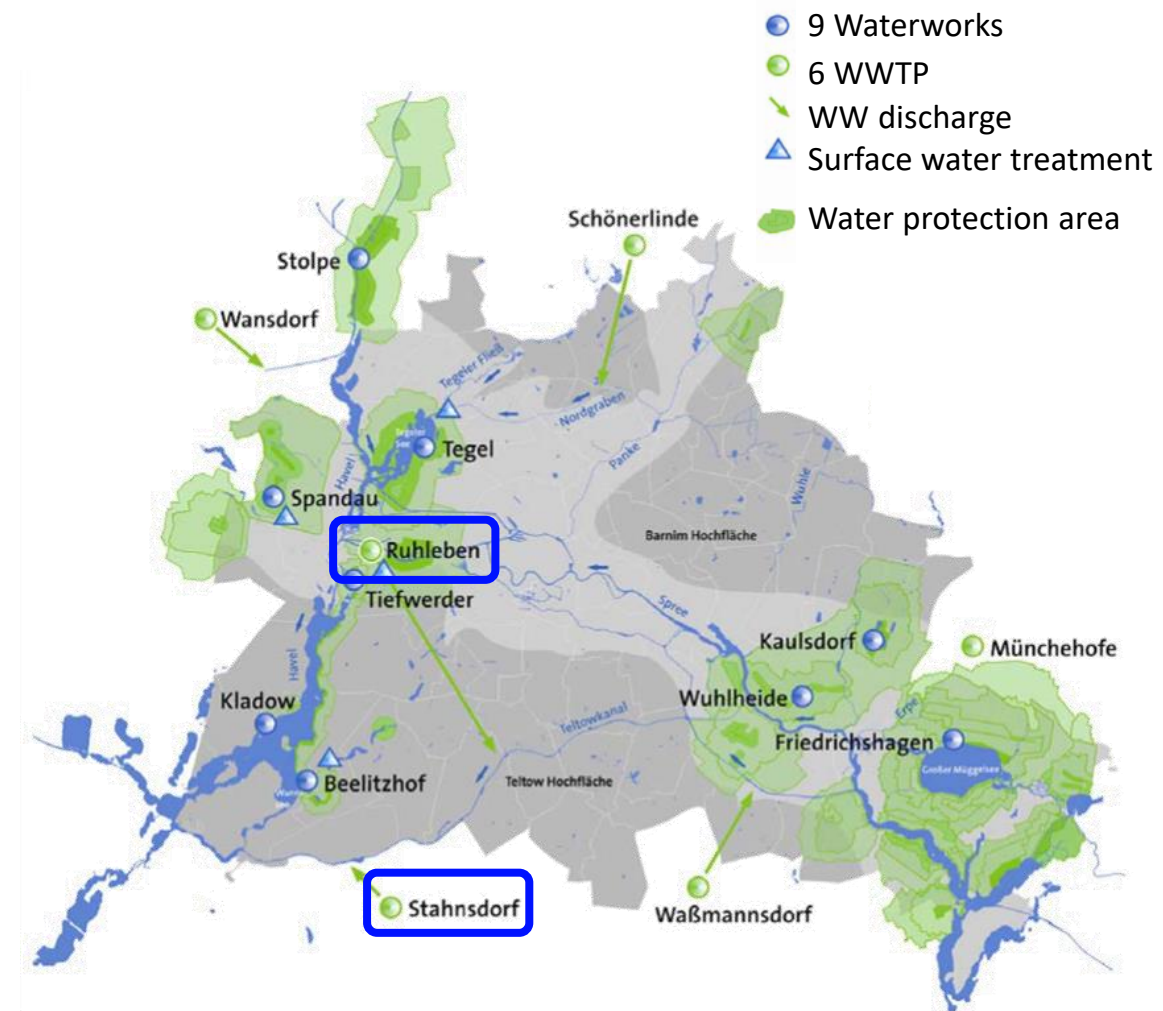 9 Waterworks
6 WWTP
WW discharge
Surface water treatment
Water protection area
Schönerlinde
Stolpe
Wansdorf
Tegeler Fließ
Nordgraben
Tegeler See
Tegel
Panke
Havel
Wuhle
Spandau
Barnim Hochfläche
Ruhleben
Tiefwerder
Spree
Kaulsdorf
Münchehofe
Havel
Wuhlheide
Kladow
Erpe
Teltowkanal
Friedrichshagen
Großer Müggelsee
Beelitzhof
Teltow Hochfläche
Stahnsdorf
Waßmannsdorf